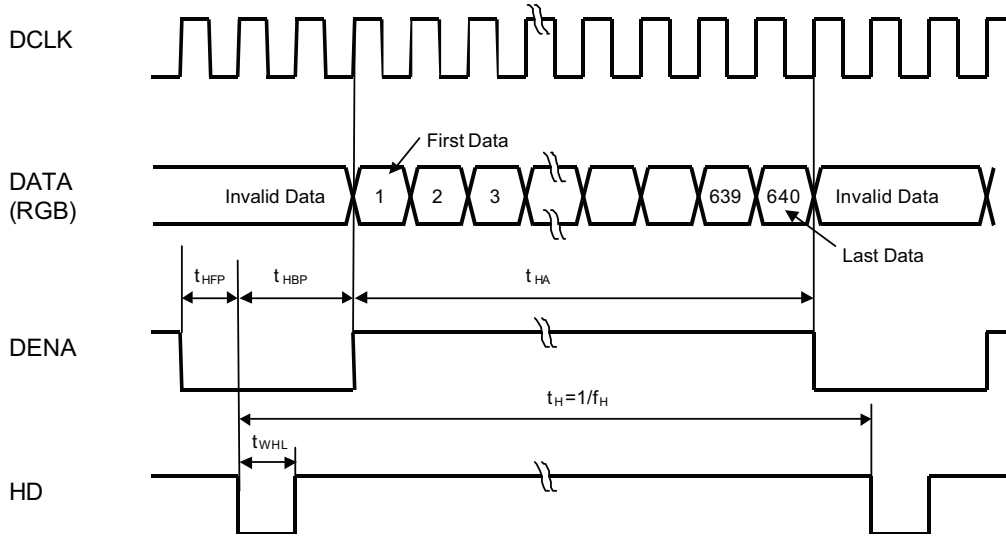 DCLK
First Data
DATA
(RGB)
Invalid Data 1 2 3 639 640 Invalid Data
Last Data
tHFP tHBP tHA
DENA
tH=1/fH
tWHL
HD